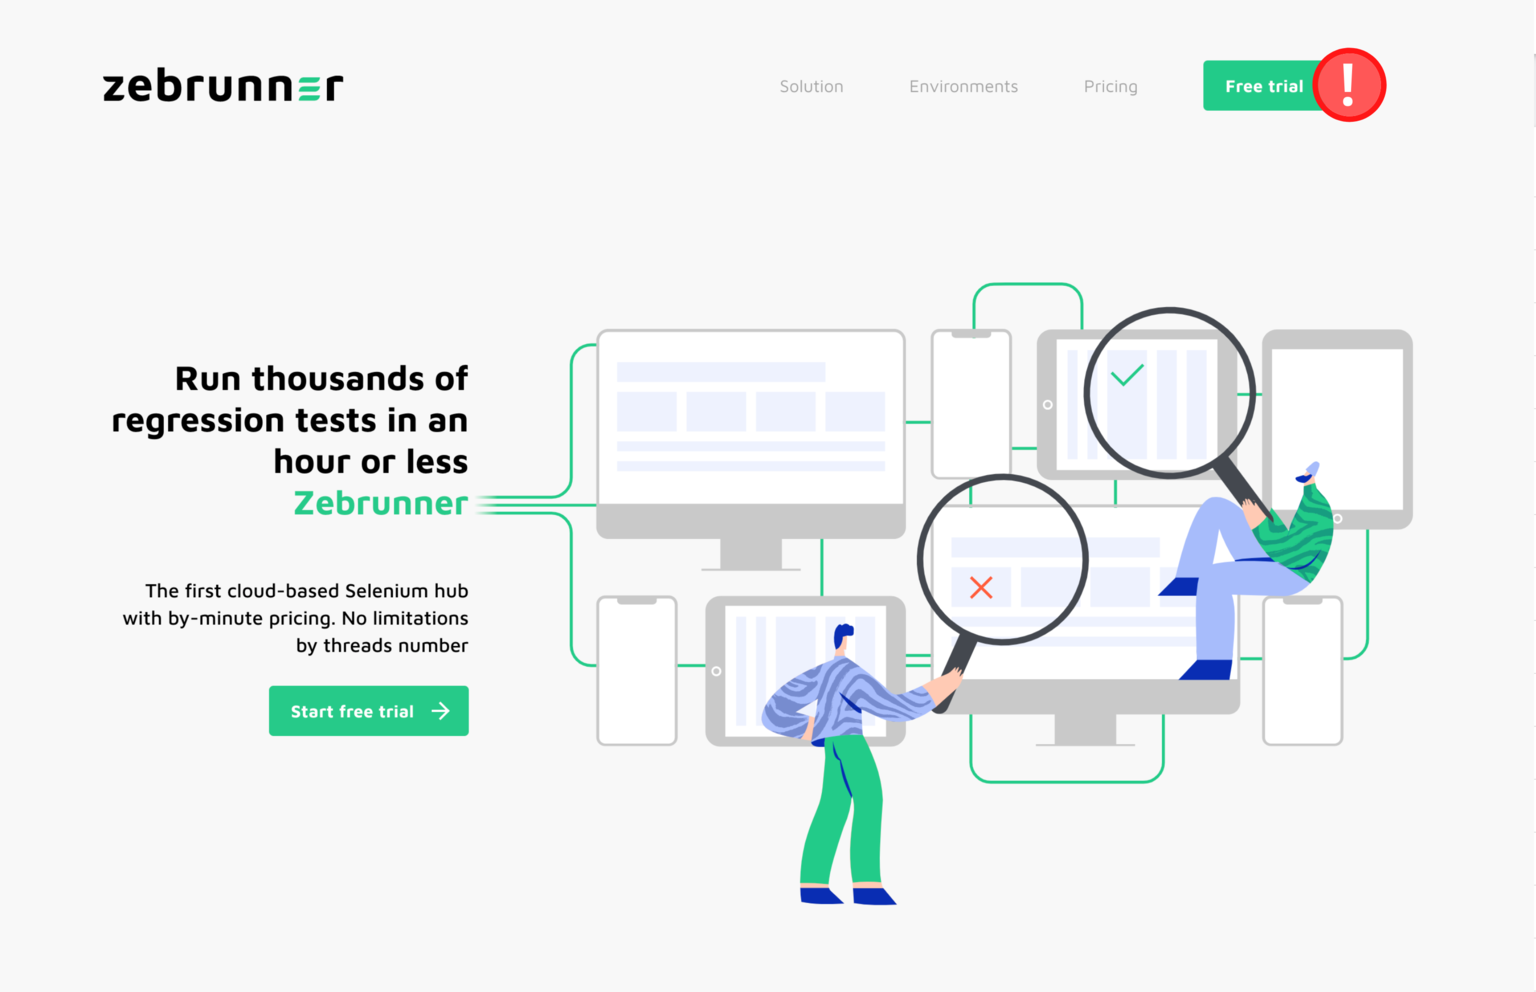 zebrunner
Solution
Environments
Pricing
Free trial
!
Run thousands of
regression tests in an
hour or less
Zebrunner
The first cloud-based Selenium hub
with by-minute pricing. No limitations
by threads number
Start free trial →